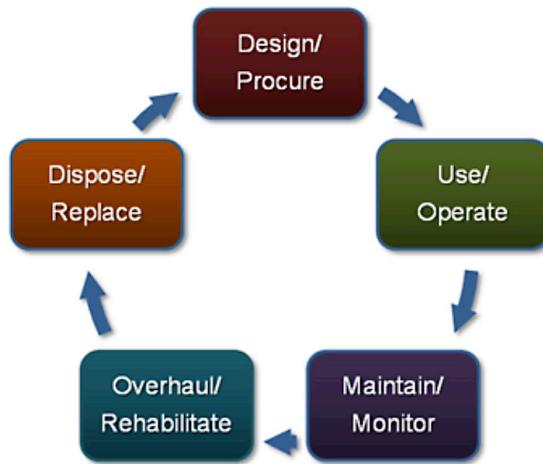 Design/
Procure
Use/
Operate
Maintain/
Monitor
Overhaul/
Rehabilitate
Dispose/
Replace